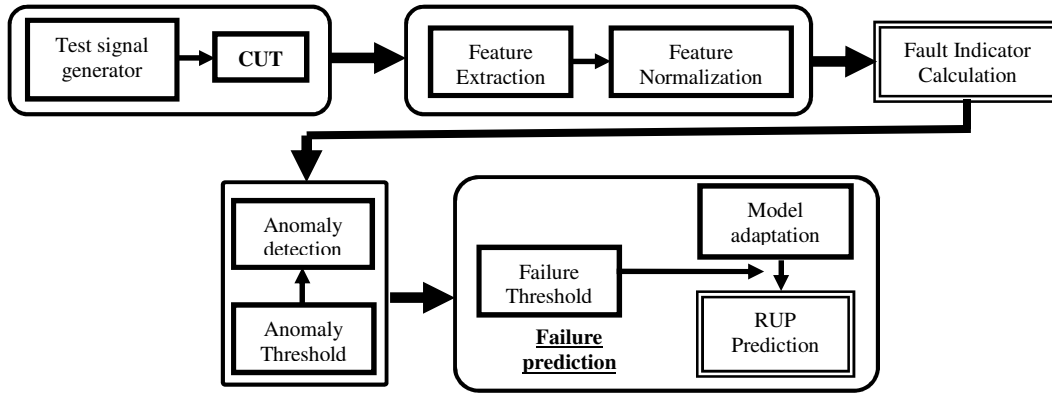 Test signal
generator
CUT
Feature
Extraction
Feature
Normalization
Fault Indicator
Calculation
Anomaly
detection
Anomaly
Threshold
Failure
Threshold
Failure
prediction
Model
adaptation
RUP
Prediction